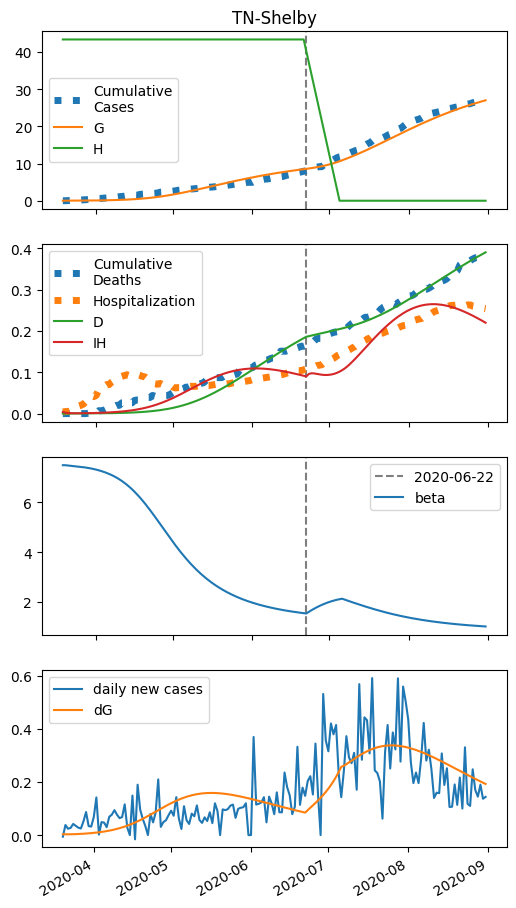 TN-Shelby
40
30
20
10
0
Cumulative
Cases
G
H
0.4
0.3
0.2
0.1
0.0
Cumulative
Deaths
Hospitalization
D
IH
6
4
2
2020-06-22
beta
0.6
0.4
0.2
0.0
daily new cases
dG
2020-04
2020-05
2020-06
2020-07
2020-08
2020-09